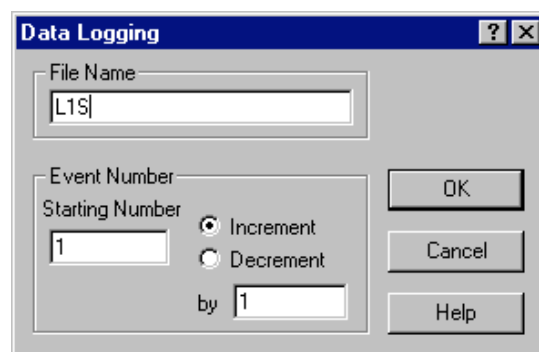 Data Logging
File Name
L1S
Event Number
Starting Number
1
Increment
Decrement
by 1
OK
Cancel
Help